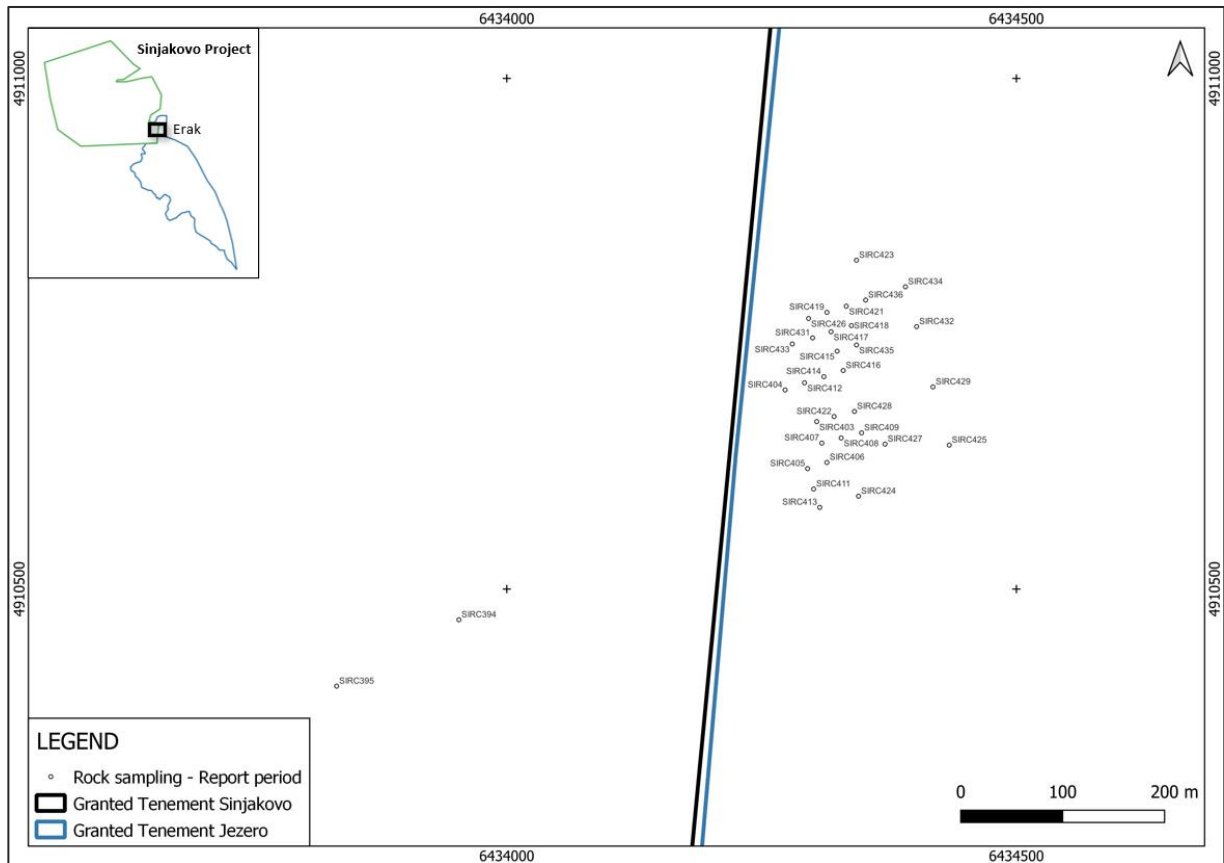 6434000
6434500
4911000
4911000
Sinjakovo Project
Erak
SIRC423
SIRC434
SIRC436
SIRC419
SIRC421
SIRC426
SIRC418
SIRC432
SIRC431
SIRC417
SIRC433
SIRC415
SIRC435
SIRC414
SIRC416
SIRC404
SIRC412
SIRC429
SIRC428
SIRC422
SIRC403
SIRC409
SIRC407
SIRC408
SIRC427
SIRC425
SIRC406
SIRC405
SIRC411
SIRC424
SIRC413
4910500
4910500
SIRC394
SIRC395
LEGEND
Rock sampling - Report period
Granted Tenement Sinjakovo
Granted Tenement Jezero
0 100 200 m
6434000
6434500